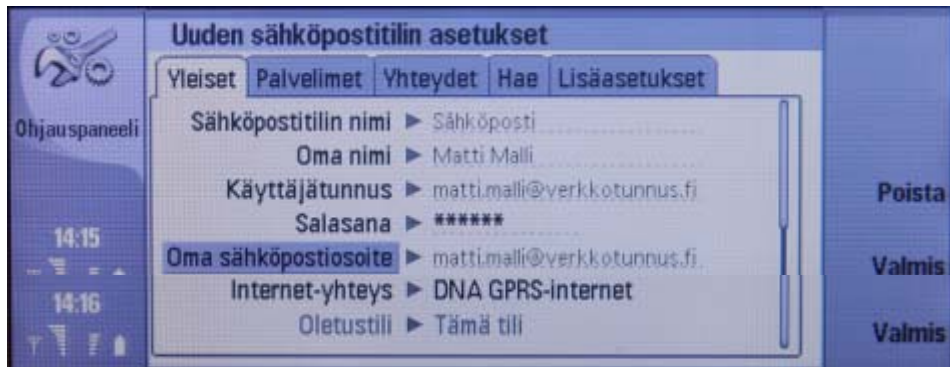 Uuden sähköpostitilin asetukset
Yleiset Palvelimet Yhteydet Hae Lisäasetukset
Ohjauspaneeli
Sähköpostitilin nimi ▶ Sähköposti
Oma nimi ▶ Matti Malli
Käyttäjätunnus ▶ matti.malli@verkkotunnus.fi
Poista
Salasana ▶ ******
14:15
Oma sähköpostiosoite ▶ matti.malli@verkkotunnus.fi
Valmis
Internet-yhteys ▶ DNA GPRS-internet
14:16
Oletustili ▶ Tämä tili
Valmis